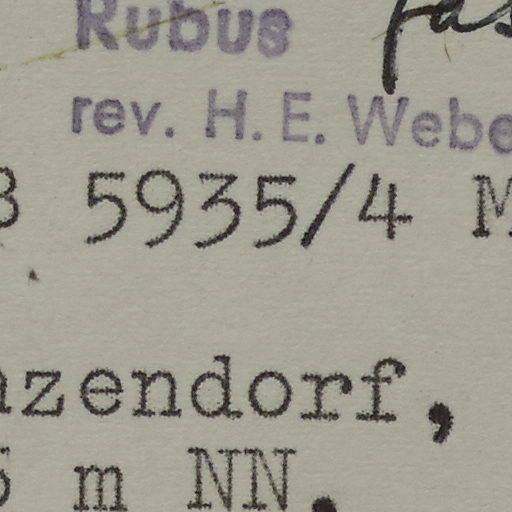 Rubus
rev. H. E. Webe
5935/4 M
zendorf,
m NN.